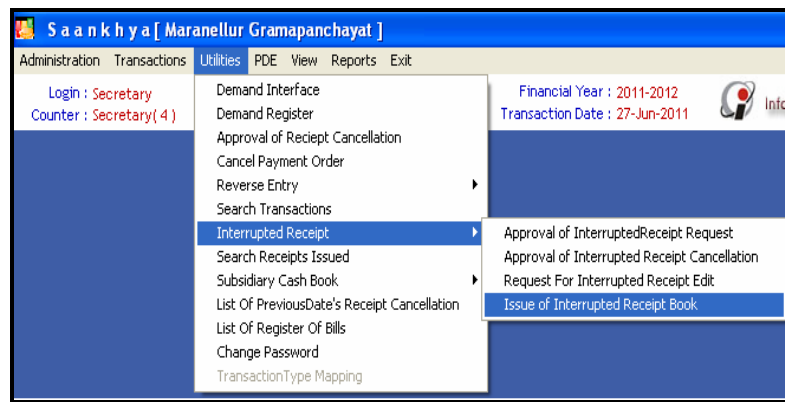 Saankhya[ Maranellur Gramapanchayat ]
Administration Transactions Utilities PDE View Reports Exit
Login : Secretary
Counter : Secretary( 4 )
Financial Year : 2011-2012
Transaction Date : 27-Jun-2011
Demand Interface
Demand Register
Approval of Reciept Cancellation
Cancel Payment Order
Reverse Entry
Search Transactions
Interrupted Receipt
Search Receipts Issued
Subsidiary Cash Book
List Of PreviousDate's Receipt Cancellation
List Of Register Of Bills
Change Password
TransactionType Mapping
Approval of InterruptedReceipt Request
Approval of Interrupted Receipt Cancellation
Request For Interrupted Receipt Edit
Issue of Interrupted Receipt Book